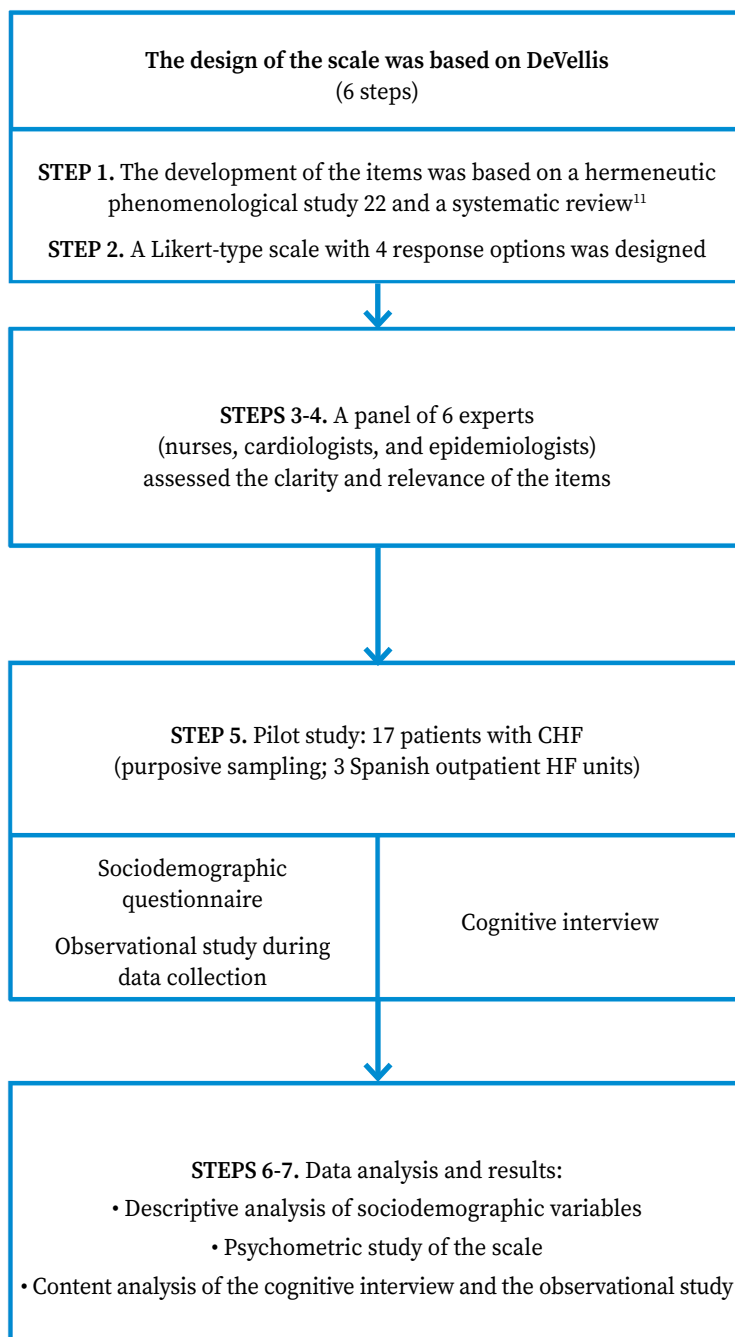 The design of the scale was based on DeVellis
(6 steps)
STEP 1. The development of the items was based on a hermeneutic
phenomenological study 22 and a systematic review¹¹
STEP 2. A Likert-type scale with 4 response options was designed
STEPS 3-4. A panel of 6 experts
(nurses, cardiologists, and epidemiologists)
assessed the clarity and relevance of the items
STEP 5. Pilot study: 17 patients with CHF
(purposive sampling; 3 Spanish outpatient HF units)
Sociodemographic
questionnaire
Observational study during
data collection
Cognitive interview
STEPS 6-7. Data analysis and results:
• Descriptive analysis of sociodemographic variables
• Psychometric study of the scale
• Content analysis of the cognitive interview and the observational study